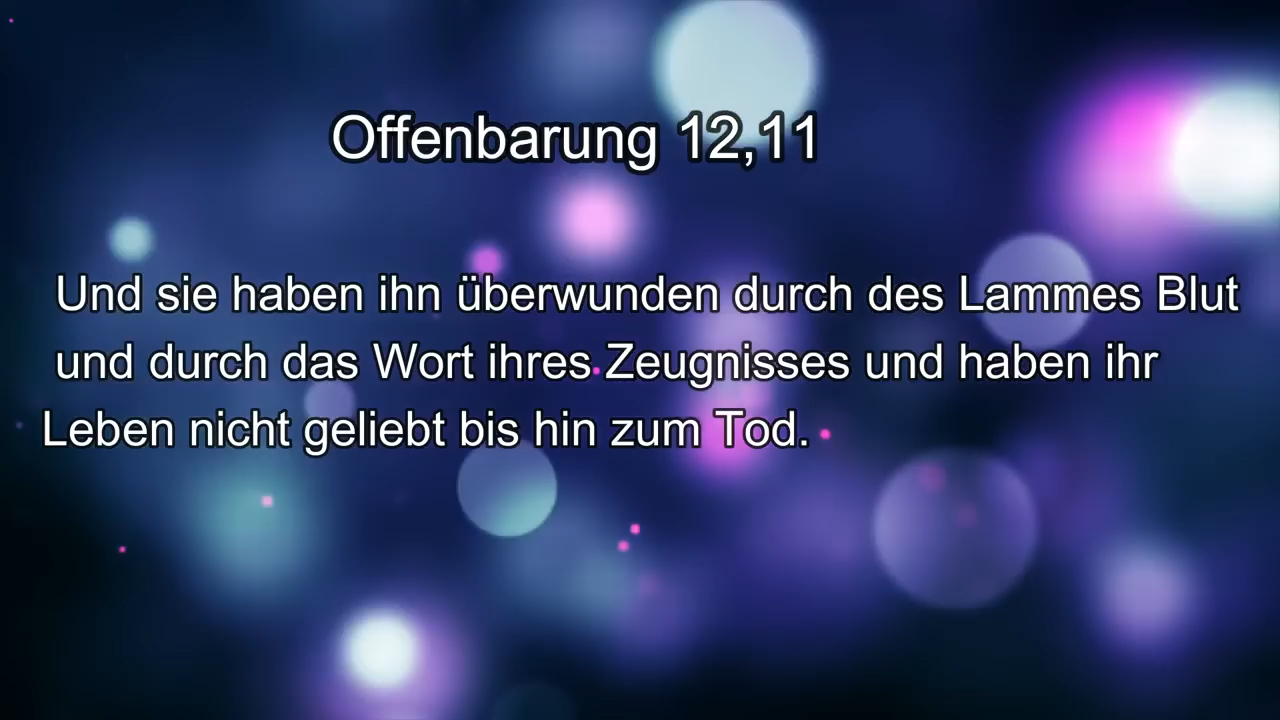 Offenbarung 12,11
Und sie haben ihn überwunden durch des Lammes Blut
und durch das Wort ihres Zeugnisses und haben ihr
Leben nicht geliebt bis hin zum Tod.